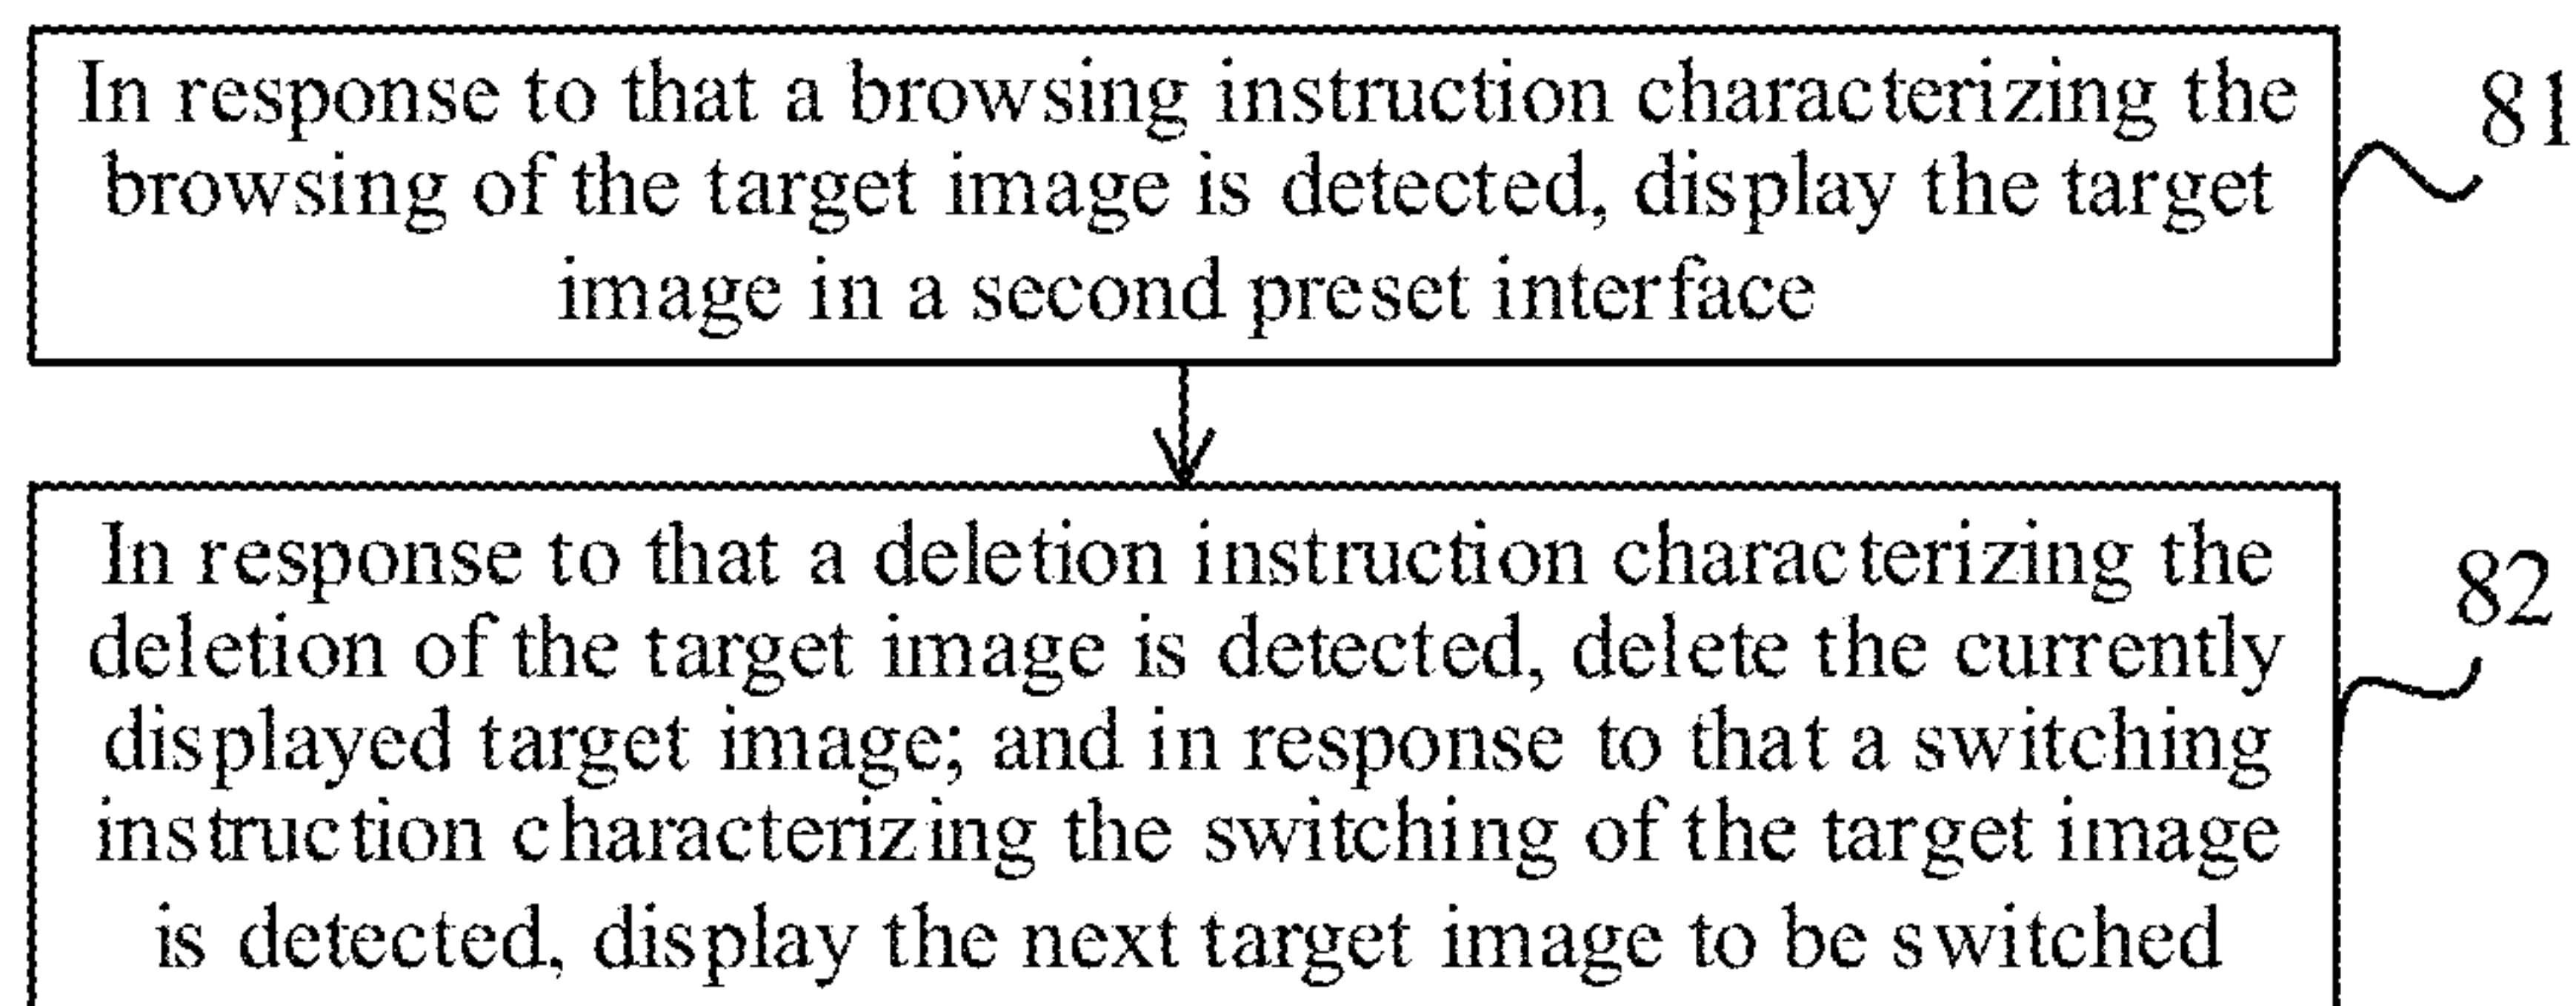 In response to that a browsing instruction characterizing the
browsing of the target image is detected, display the target
image in a second preset interface
81
In response to that a deletion instruction characterizing the
deletion of the target image is detected, delete the currently
displayed target image; and in response to that a switching
instruction characterizing the switching of the target image
is detected, display the next target image to be switched
82